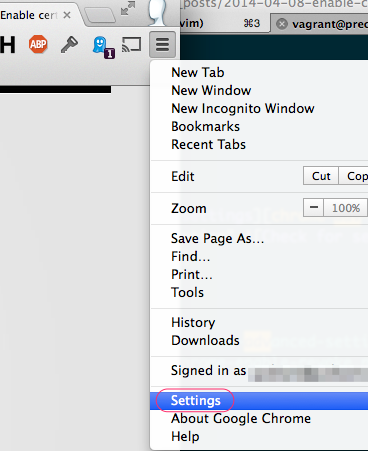 _posts/2014-04-08-enable-c
Enable cert
vim) ⌘3 vagrant@prec
H ABP 1
New Tab
New Window
New Incognito Window
Bookmarks
Recent Tabs
Edit Cut Cop
Zoom − 100%
Save Page As...
Find...
Print...
Tools
History
Downloads
Signed in as
Settings
About Google Chrome
Help